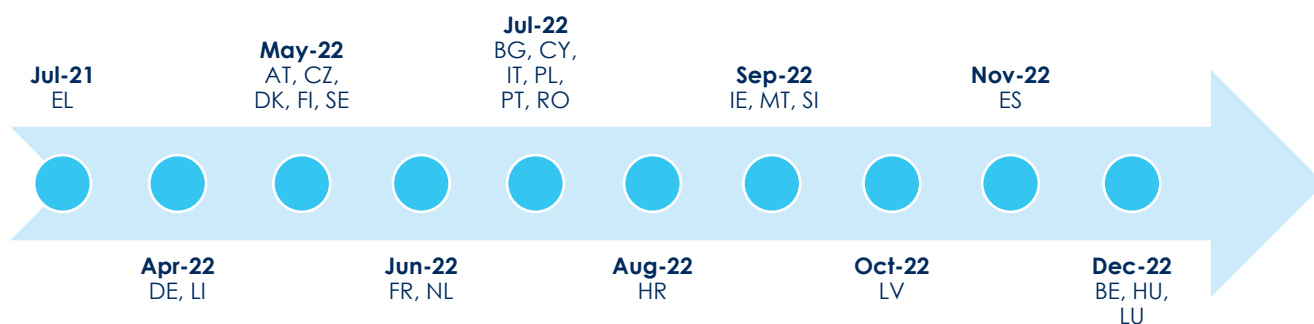 Jul-21
EL
Apr-22
DE, LI
May-22
AT, CZ,
DK, FI, SE
Jun-22
FR, NL
Jul-22
BG, CY,
IT, PL,
PT, RO
Aug-22
HR
Sep-22
IE, MT, SI
Oct-22
LV
Nov-22
ES
Dec-22
BE, HU,
LU